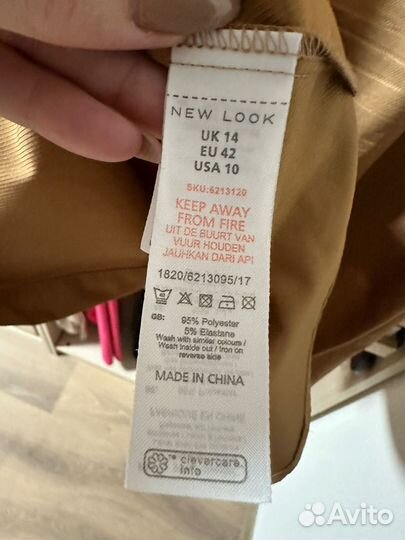 NEW LOOK
UK 14
EU 42
USA 10
SKU:6213120
KEEP AWAY
FROM FIRE
UIT DE BUURT VAN
VUUR HOUDEN
JAUHKAN DARI API
1820/6213095/17
GB: 95% Polyester
5% Elastane
Wash with similar colours /
Wash inside out / Iron on
reverse side
MADE IN CHINA
clevercare.
info
Avito